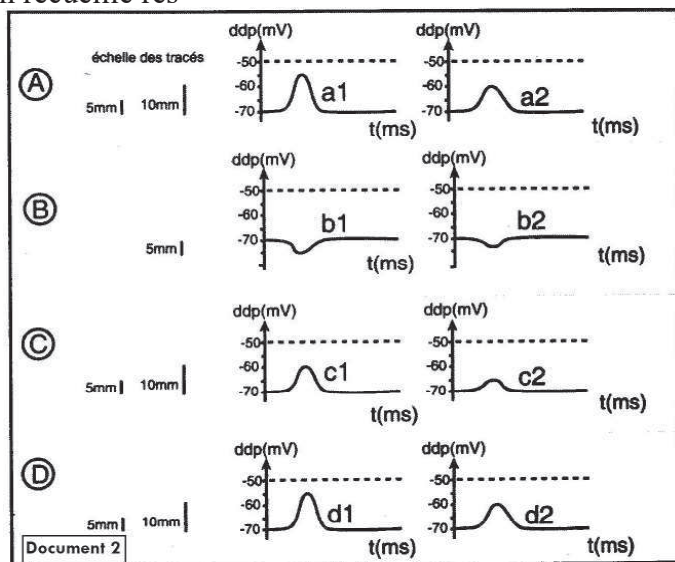 ddp(mV) ddp(mV)
échelle des tracés
A 5mm 10mm
-50 -60 -70 a1 t(ms)
-50 -60 -70 a2 t(ms)
ddp(mV) ddp(mV)
B 5mm
-50 -60 -70 b1 t(ms)
-50 -60 -70 b2 t(ms)
ddp(mV) ddp(mV)
C 5mm 10mm
-50 -60 -70 c1 t(ms)
-50 -60 -70 c2 t(ms)
ddp(mV) ddp(mV)
D 5mm 10mm
-50 -60 -70 d1 t(ms)
-50 -60 -70 d2 t(ms)
Document 2